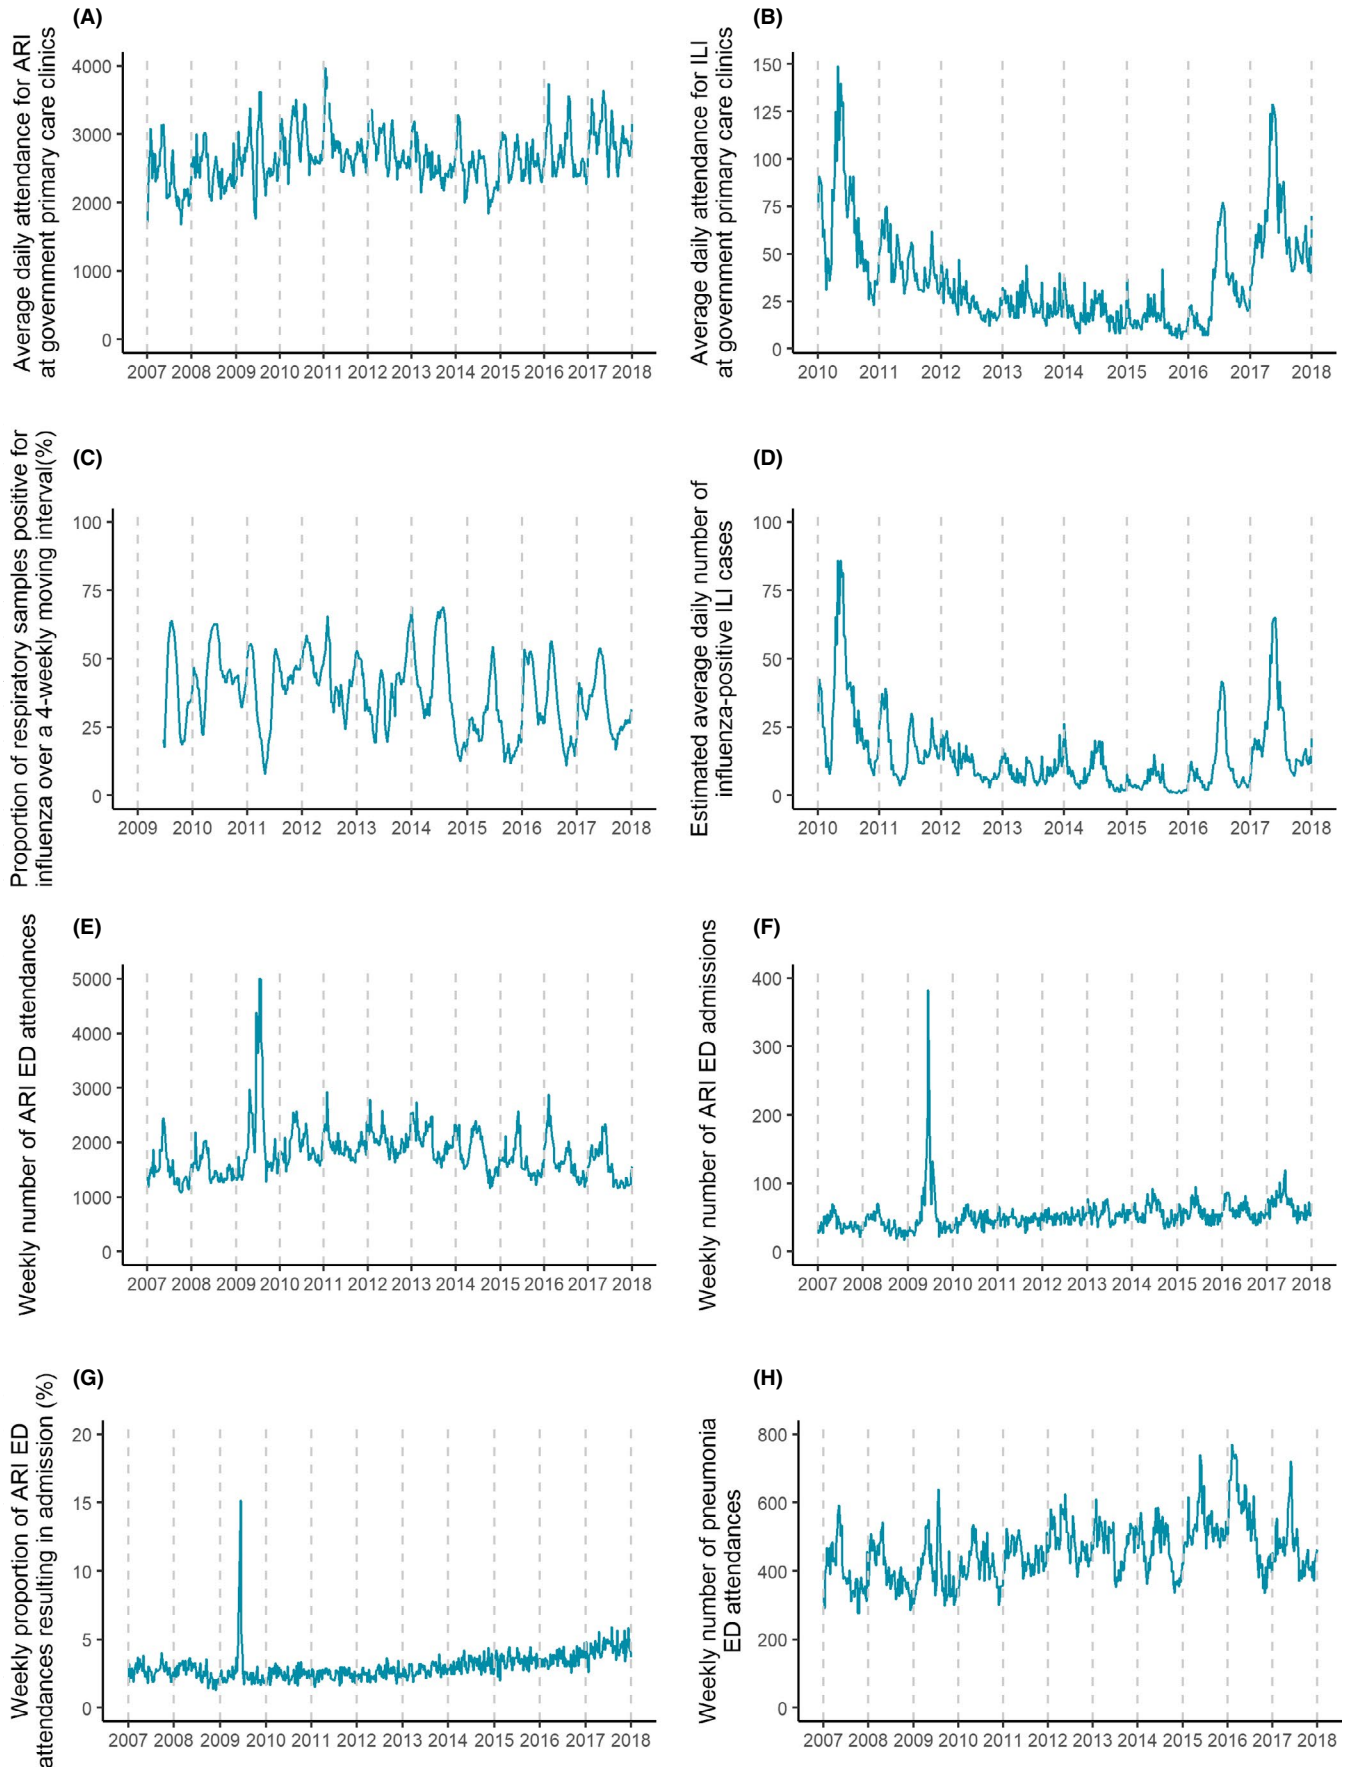 (A)
Average daily attendance for ARI
at government primary care clinics
4000
3000
2000
1000
0
2007 2008 2009 2010 2011 2012 2013 2014 2015 2016 2017 2018
(B)
Average daily attendance for ILI
at government primary care clinics
150
125
100
75
50
25
0
2010 2011 2012 2013 2014 2015 2016 2017 2018
(C)
Proportion of respiratory samples positive for
influenza over a 4-weekly moving interval(%)
100
75
50
25
0
2009 2010 2011 2012 2013 2014 2015 2016 2017 2018
(D)
Estimated average daily number of
influenza-positive ILI cases
100
75
50
25
0
2010 2011 2012 2013 2014 2015 2016 2017 2018
(E)
Weekly number of ARI ED attendances
5000
4000
3000
2000
1000
0
2007 2008 2009 2010 2011 2012 2013 2014 2015 2016 2017 2018
(F)
Weekly number of ARI ED admissions
400
300
200
100
0
2007 2008 2009 2010 2011 2012 2013 2014 2015 2016 2017 2018
(G)
Weekly proportion of ARI ED
attendances resulting in admission (%)
20
15
10
5
0
2007 2008 2009 2010 2011 2012 2013 2014 2015 2016 2017 2018
(H)
Weekly number of pneumonia
ED attendances
800
600
400
200
0
2007 2008 2009 2010 2011 2012 2013 2014 2015 2016 2017 2018